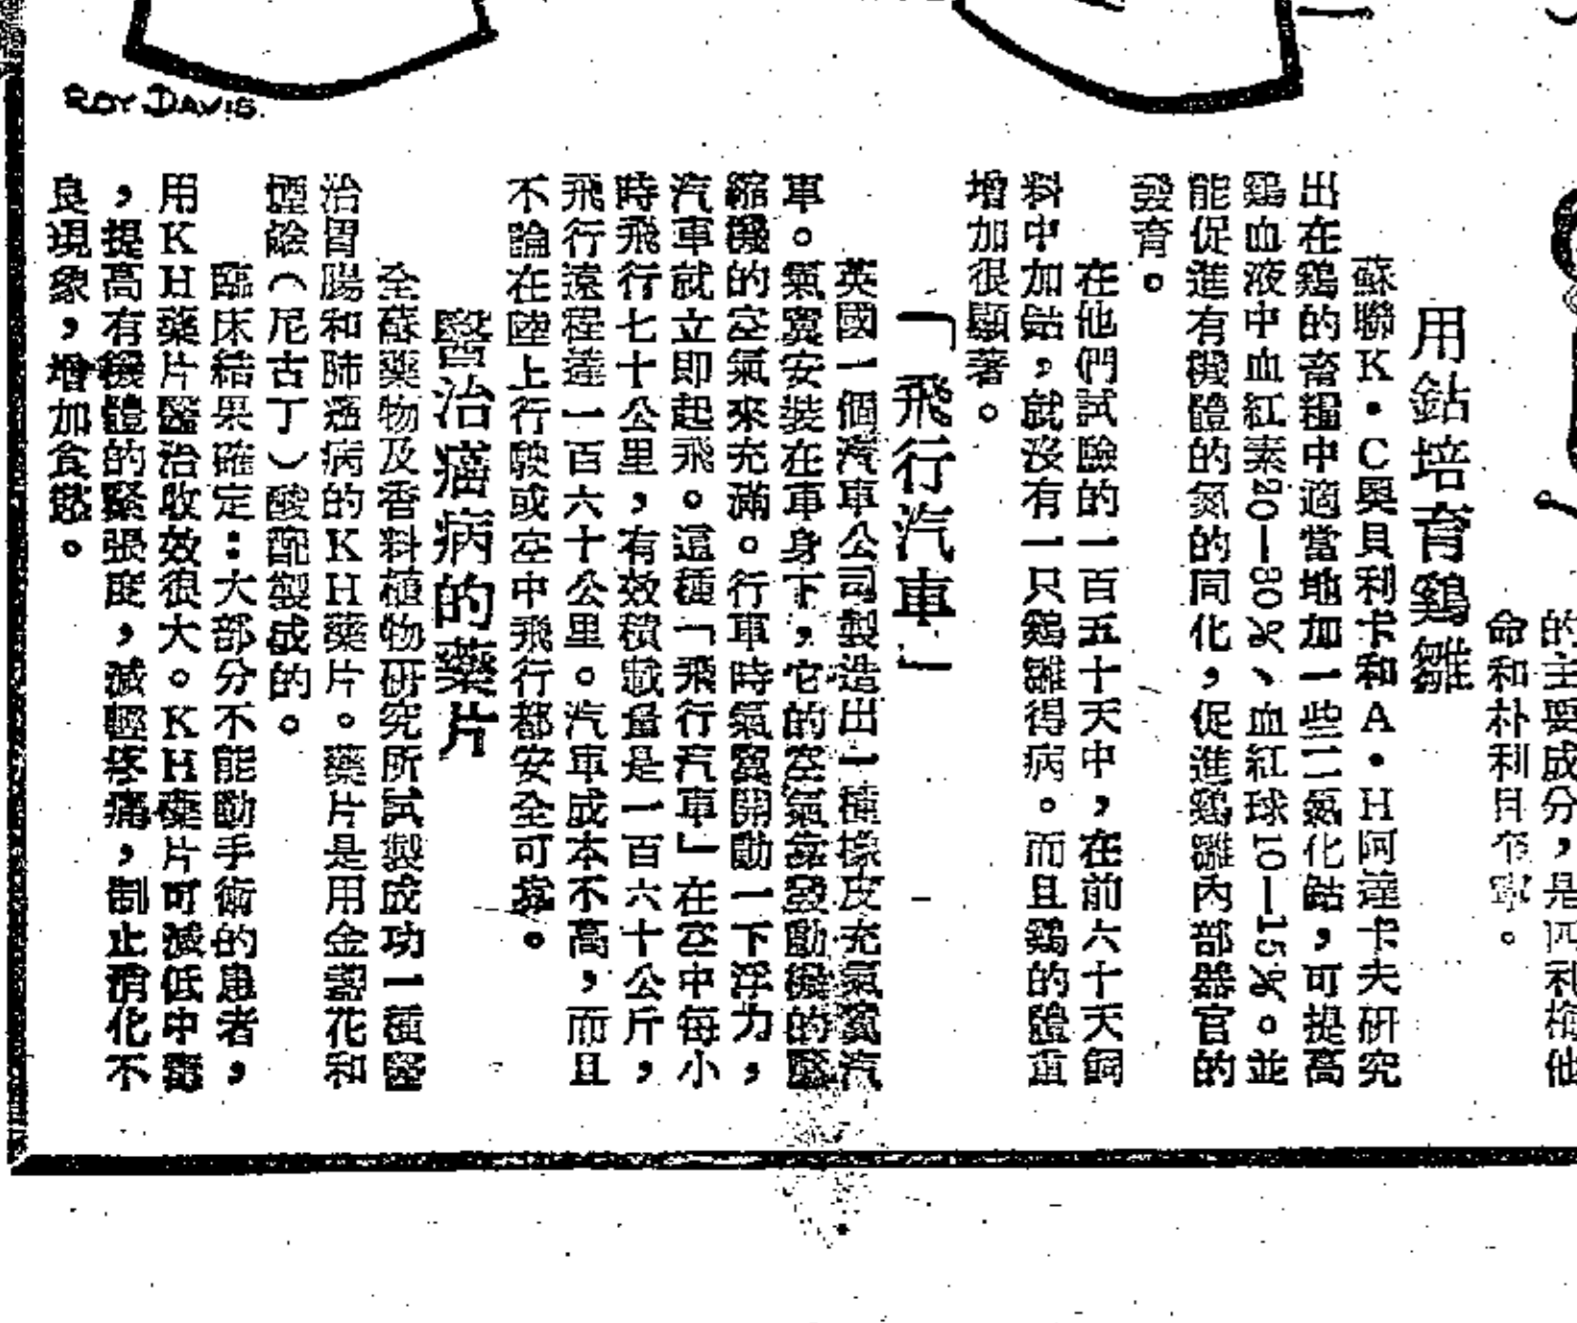 的主要成分，是
命和朴利
用鈷培育鷄雛
蘇聯K·C奥貝利卡和A·H阿達卡夫研究
出在鷄的畜糧中適當地加一些二氯化鈷，可提高
鷄血液中血紅素20—30%、血紅球10—15%。並
能促進有機體的氮的同化，促進鷄雛內部器官的
發育。
在他們試驗的一百五十天中，在前六十天飼
料中加鈷，就沒有一只鷄雛得病。而且鷄的體重
增加很顯著。
「飛行汽車」
英國一個汽車公司製造出一種橡皮充氣翼汽
車。氣翼安裝在車身下，它的空氣靠發動機的壓
縮機的空氣來充滿。行車時氣翼開動一下浮力，
汽車就立即起飛。這種「飛行汽車」在空中每小
時飛行七十公里，有效積載量是一百六十公斤，
飛行遠程達一百六十公里。汽車成本不高，而且
不論在陸上行駛或空中飛行都安全可靠。
醫治癌病的藥片
全蘇藥物及香料植物研究所試製成功一種醫
治胃腸和肺癌病的KH藥片。藥片是用金盞花和
煙鹼（尼古丁）酸配製成的。
臨床結果確定：大部分不能動手術的患者，
用KH藥片醫治收效很大。KH藥片可減低中毒
，提高有機體的緊張度，減輕疼痛，制止消化不
良現象，增加食慾。
ROY DAVIS.